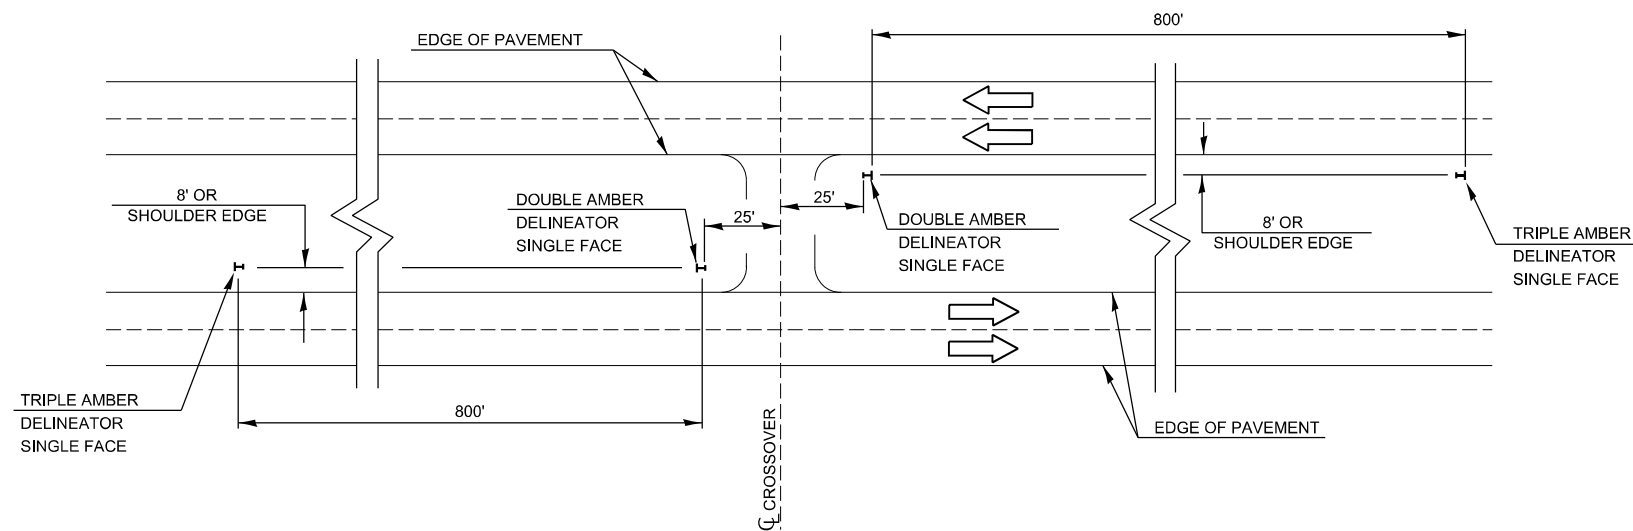 800'
EDGE OF PAVEMENT
8' OR
SHOULDER EDGE
DOUBLE AMBER
DELINEATOR
SINGLE FACE
25'
25'
DOUBLE AMBER
DELINEATOR
SINGLE FACE
8' OR
SHOULDER EDGE
TRIPLE AMBER
DELINEATOR
SINGLE FACE
TRIPLE AMBER
DELINEATOR
SINGLE FACE
800'
EDGE OF PAVEMENT
℄ CROSSOVER